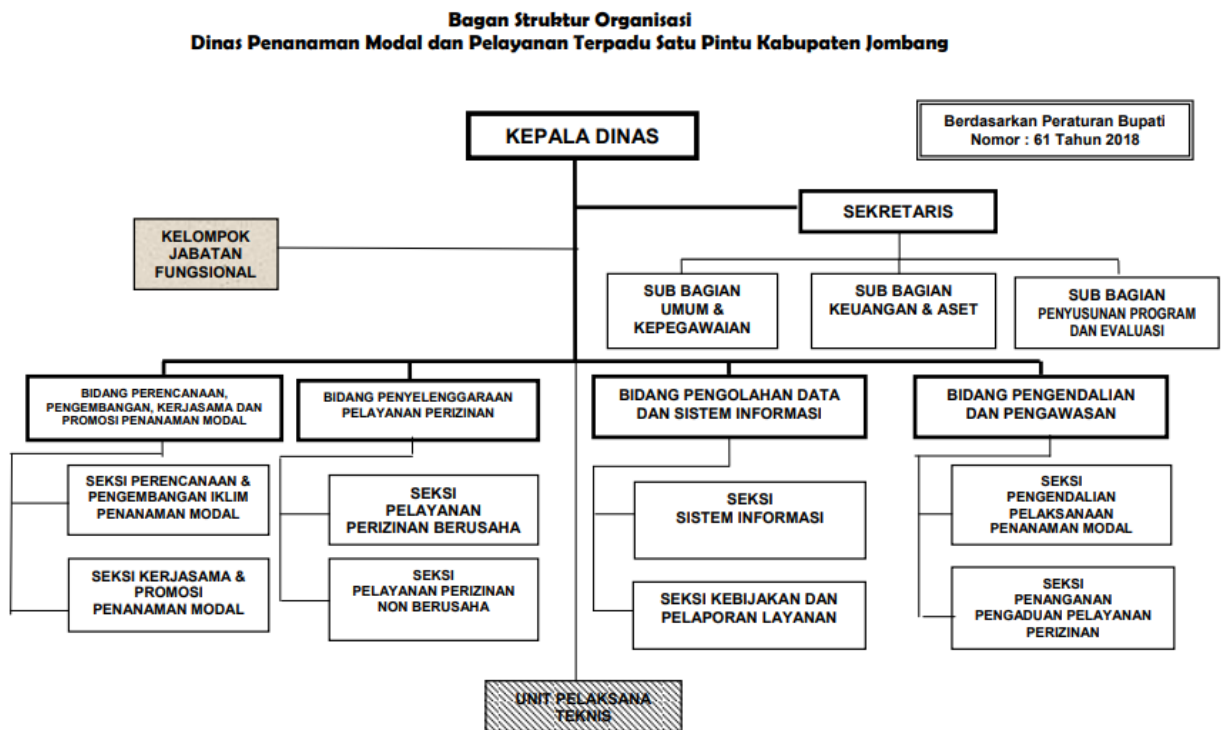 Bagan Struktur Organisasi
Dinas Penanaman Modal dan Pelayanan Terpadu Satu Pintu Kabupaten Jombang
KEPALA DINAS
Berdasarkan Peraturan Bupati
Nomor : 61 Tahun 2018
SEKRETARIS
KELOMPOK
JABATAN
FUNGSIONAL
SUB BAGIAN
UMUM &
KEPEGAWAIAN
SUB BAGIAN
KEUANGAN & ASET
SUB BAGIAN
PENYUSUNAN PROGRAM
DAN EVALUASI
BIDANG PERENCANAAN,
PENGEMBANGAN, KERJASAMA DAN
PROMOSI PENANAMAN MODAL
BIDANG PENYELENGGARAAN
PELAYANAN PERIZINAN
BIDANG PENGOLAHAN DATA
DAN SISTEM INFORMASI
BIDANG PENGENDALIAN
DAN PENGAWASAN
SEKSI PERENCANAAN &
PENGEMBANGAN IKLIM
PENANAMAN MODAL
SEKSI
PELAYANAN
PERIZINAN BERUSAHA
SEKSI
SISTEM INFORMASI
SEKSI
PENGENDALIAN
PELAKSANAAN
PENANAMAN MODAL
SEKSI KERJASAMA &
PROMOSI
PENANAMAN MODAL
SEKSI
PELAYANAN PERIZINAN
NON BERUSAHA
SEKSI KEBIJAKAN DAN
PELAPORAN LAYANAN
SEKSI
PENANGANAN
PENGADUAN PELAYANAN
PERIZINAN
UNIT PELAKSANA
TEKNIS